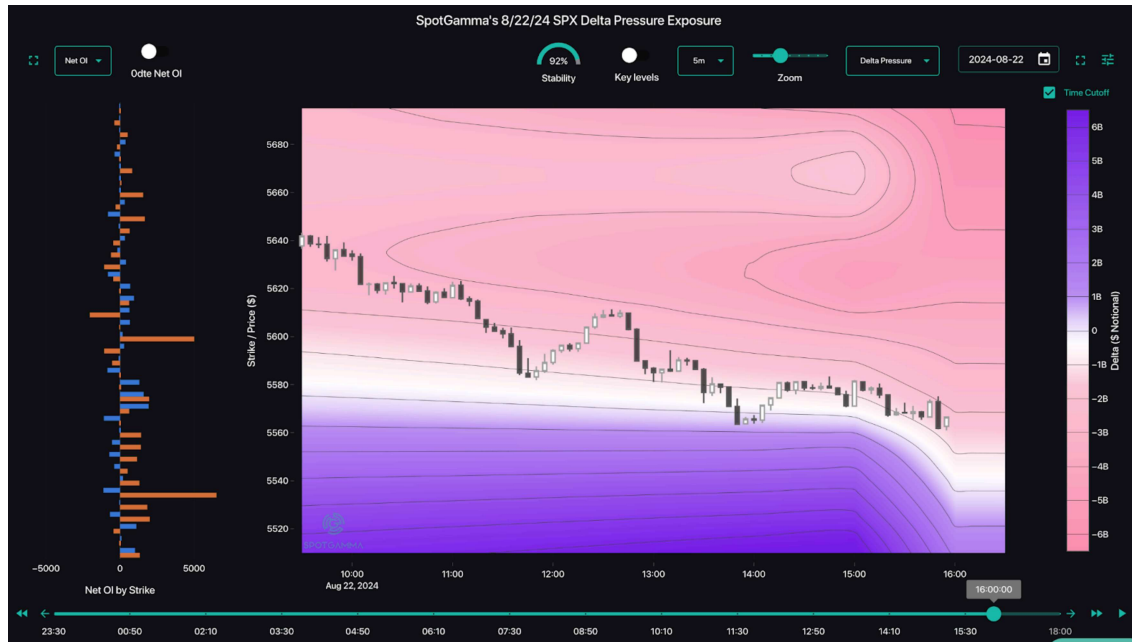 SpotGamma's 8/22/24 SPX Delta Pressure Exposure
Net OI
0dte Net OI
92%
Stability
Key levels
5m
Zoom
Delta Pressure
2024-08-22
Time Cutoff
5680
5660
5640
5620
5600
5580
5560
5540
5520
Strike / Price ($)
6B
5B
4B
3B
2B
1B
0
−1B
−2B
−3B
−4B
−5B
−6B
Delta ($ Notional)
SPOTGAMMA
−5000 0 5000
Net OI by Strike
10:00 11:00 12:00 13:00 14:00 15:00 16:00
Aug 22, 2024
16:00:00
23:30 00:50 02:10 03:30 04:50 06:10 07:30 08:50 10:10 11:30 12:50 14:10 15:30 18:00